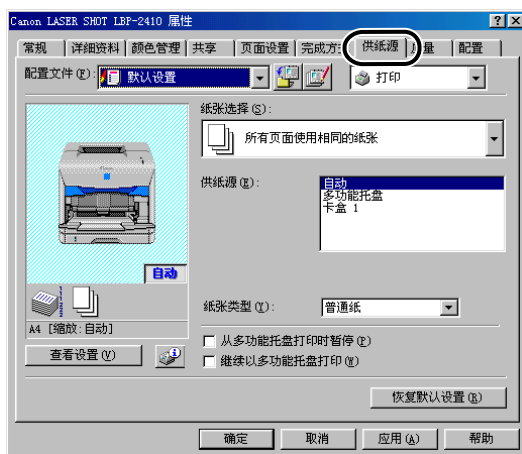 Canon LASER SHOT LBP-2410 属性
常规 详细资料 颜色管理 共享 页面设置 完成方 供纸源 量 配置
配置文件(F): 默认设置 打印
纸张选择(S):
所有页面使用相同的纸张
供纸源(E):
自动
多功能托盘
卡盒 1
自动
纸张类型(Y): 普通纸
A4 [缩放:自动]
查看设置(V)
从多功能托盘打印时暂停(P)
继续以多功能托盘打印(W)
恢复默认设置(R)
确定 取消 应用(A) 帮助